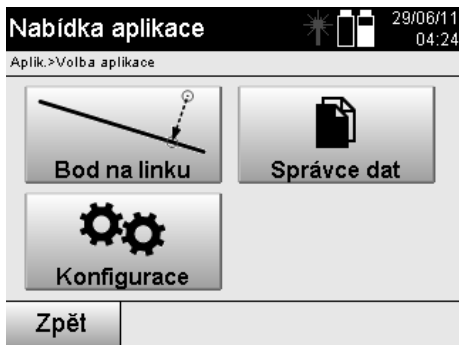 Nabídka aplikace
29/06/11
04:24
Aplik.>Volba aplikace
Bod na linku
Správce dat
Konfigurace
Zpět